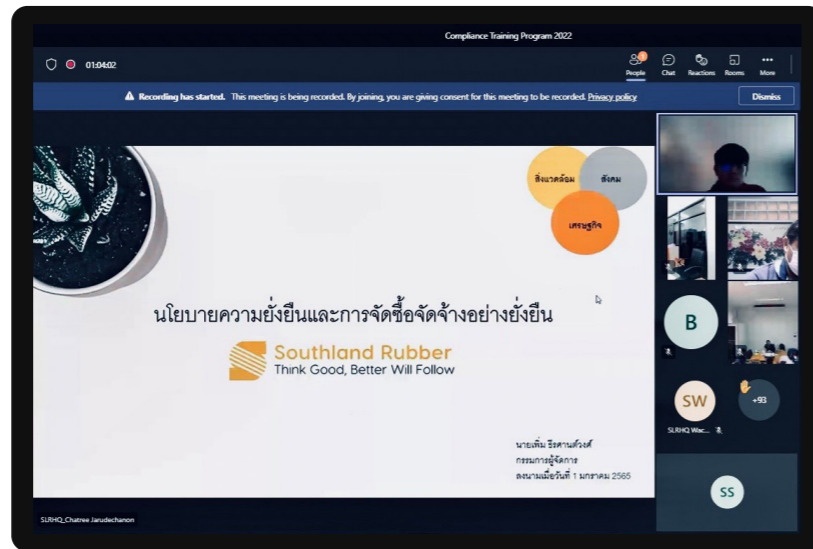 Compliance Training Program 2022
01:04:02
People
Chat
Reactions
Rooms
More
Recording has started. This meeting is being recorded. By joining, you are giving consent for this meeting to be recorded. Privacy policy
Dismiss
สิ่งแวดล้อม
สังคม
เศรษฐกิจ
นโยบายความยั่งยืนและการจัดซื้อจัดจ้างอย่างยั่งยืน
Southland Rubber
Think Good, Better Will Follow
นายเพิ่ม ธีรศานต์วงศ์
กรรมการผู้จัดการ
ลงนามเมื่อวันที่ 1 มกราคม 2565
B
SW
+93
SLRHQ Wac...
SS
SLRHQ_Chatree Jarudechanon